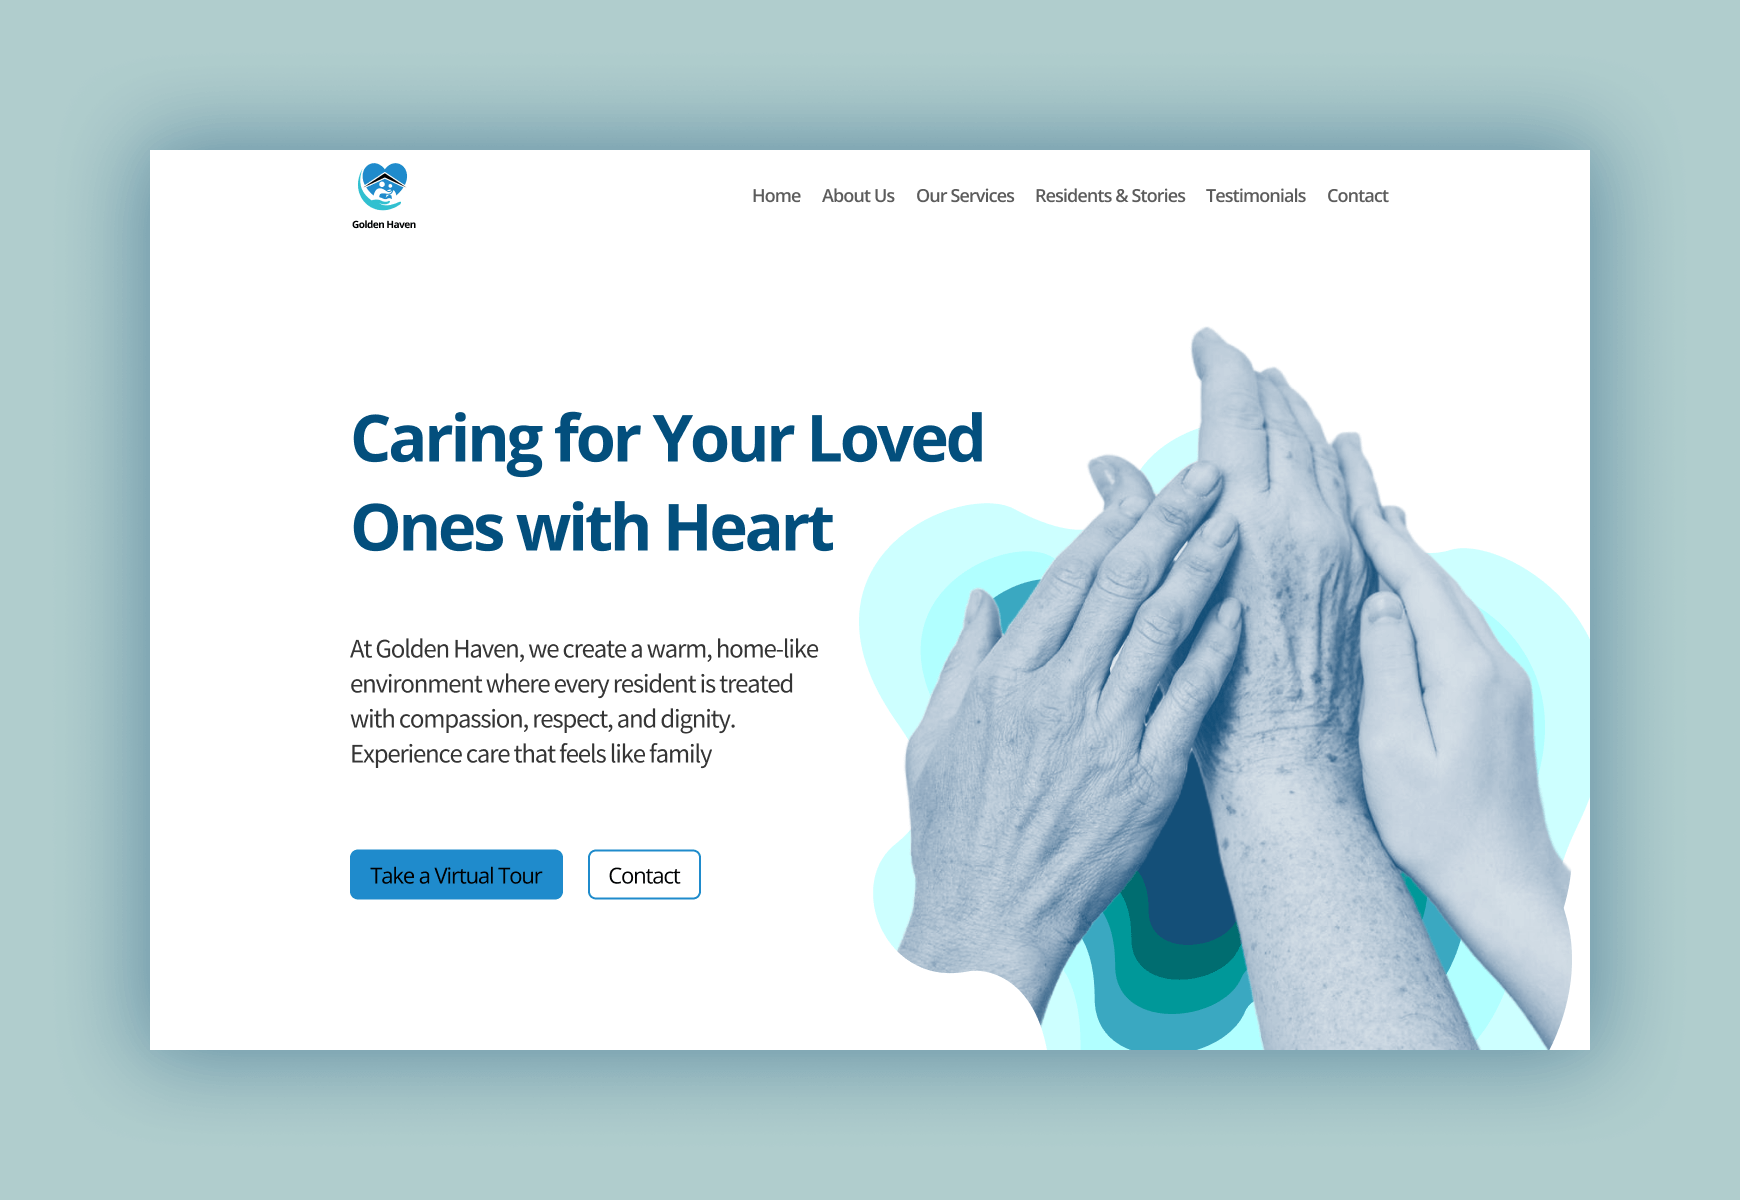 Golden Haven
Home About Us Our Services Residents & Stories Testimonials Contact
Caring for Your Loved
Ones with Heart
At Golden Haven, we create a warm, home-like
environment where every resident is treated
with compassion, respect, and dignity.
Experience care that feels like family
Take a Virtual Tour Contact